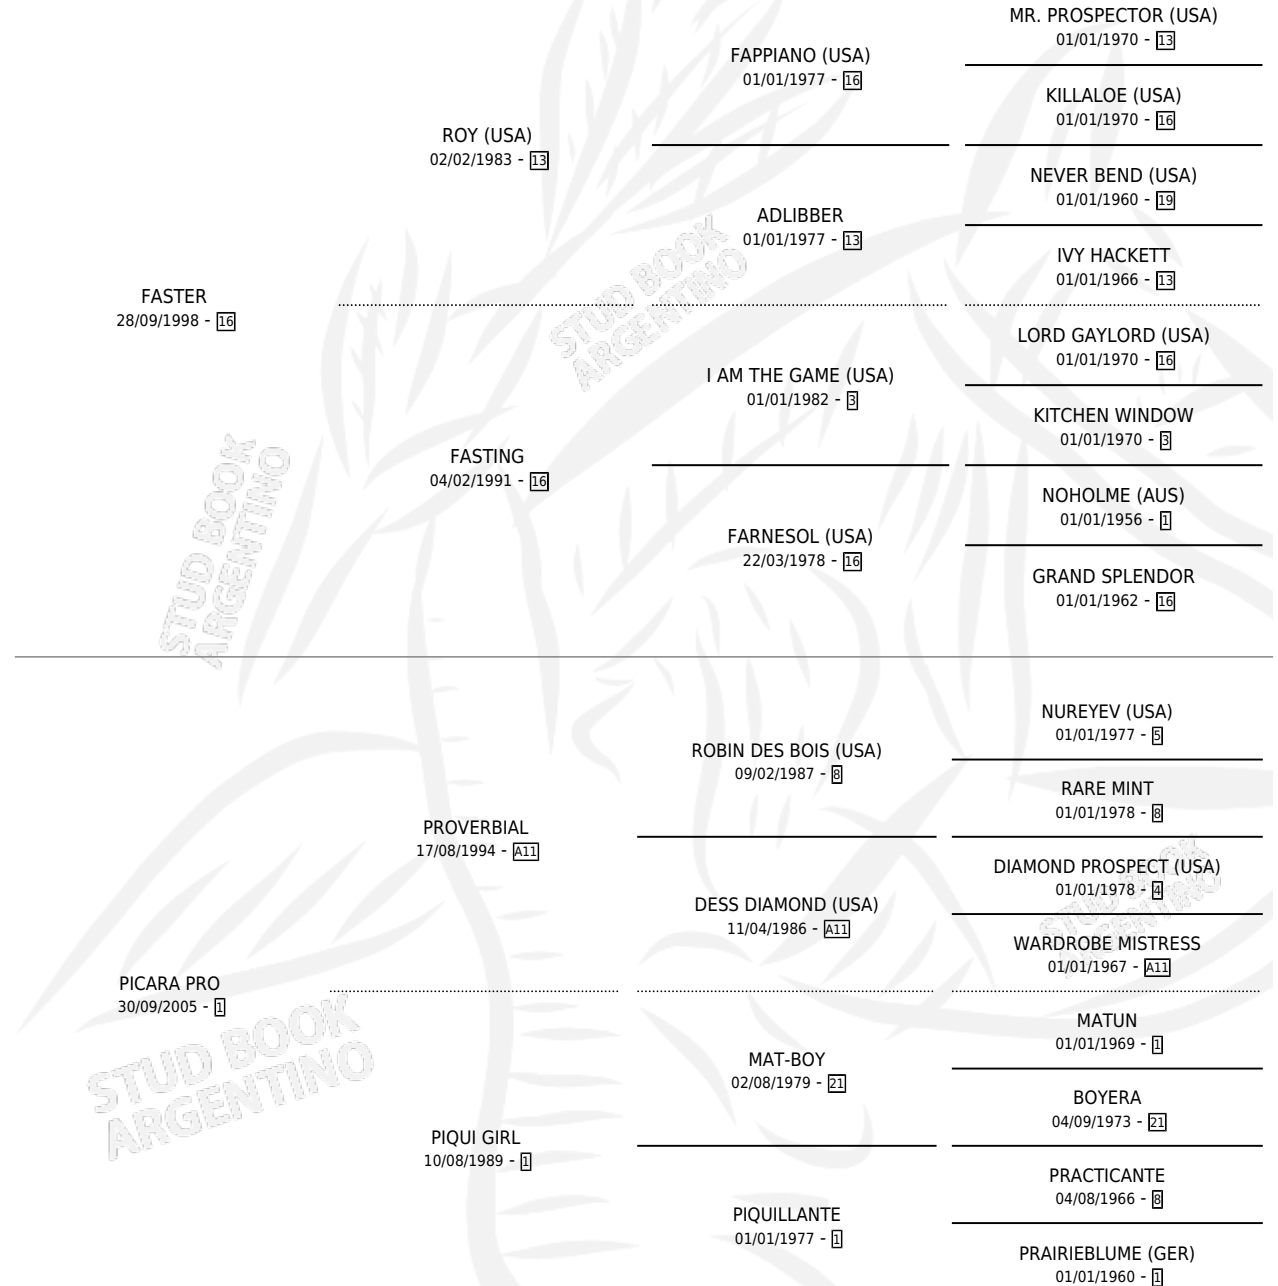 MR. PROSPECTOR (USA)
01/01/1970 - 13
FAPPIANO (USA)
01/01/1977 - 16
KILLALOE (USA)
01/01/1970 - 16
ROY (USA)
02/02/1983 - 13
NEVER BEND (USA)
01/01/1960 - 19
ADLIBBER
01/01/1977 - 13
IVY HACKETT
01/01/1966 - 13
FASTER
28/09/1998 - 16
LORD GAYLORD (USA)
01/01/1970 - 16
I AM THE GAME (USA)
01/01/1982 - 3
KITCHEN WINDOW
01/01/1970 - 3
FASTING
04/02/1991 - 16
NOHOLME (AUS)
01/01/1956 - 1
FARNESOL (USA)
22/03/1978 - 16
GRAND SPLENDOR
01/01/1962 - 16
NUREYEV (USA)
01/01/1977 - 5
ROBIN DES BOIS (USA)
09/02/1987 - 8
RARE MINT
01/01/1978 - 8
PROVERBIAL
17/08/1994 - A11
DIAMOND PROSPECT (USA)
01/01/1978 - 4
DESS DIAMOND (USA)
11/04/1986 - A11
WARDROBE MISTRESS
01/01/1967 - A11
PICARA PRO
30/09/2005 - 1
MATUN
01/01/1969 - 1
MAT-BOY
02/08/1979 - 21
BOYERA
04/09/1973 - 21
PIQUI GIRL
10/08/1989 - 1
PRACTICANTE
04/08/1966 - 8
PIQUILLANTE
01/01/1977 - 1
PRAIRIEBLUME (GER)
01/01/1960 - 1
STUD BOOK
ARGENTINO
STUD BOOK
ARGENTINO
STUD BOOK
ARGENTINO
STUD BOOK
ARGENTINO